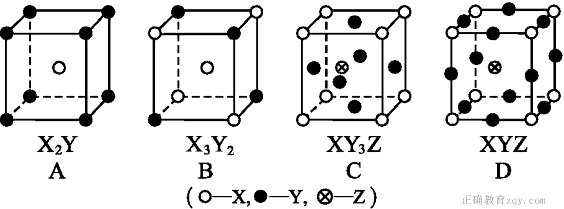 X₂Y X₃Y₂ XY₃Z XYZ
A B C D
(○—X,●—Y,⊗—Z)
正确教育zqy.com